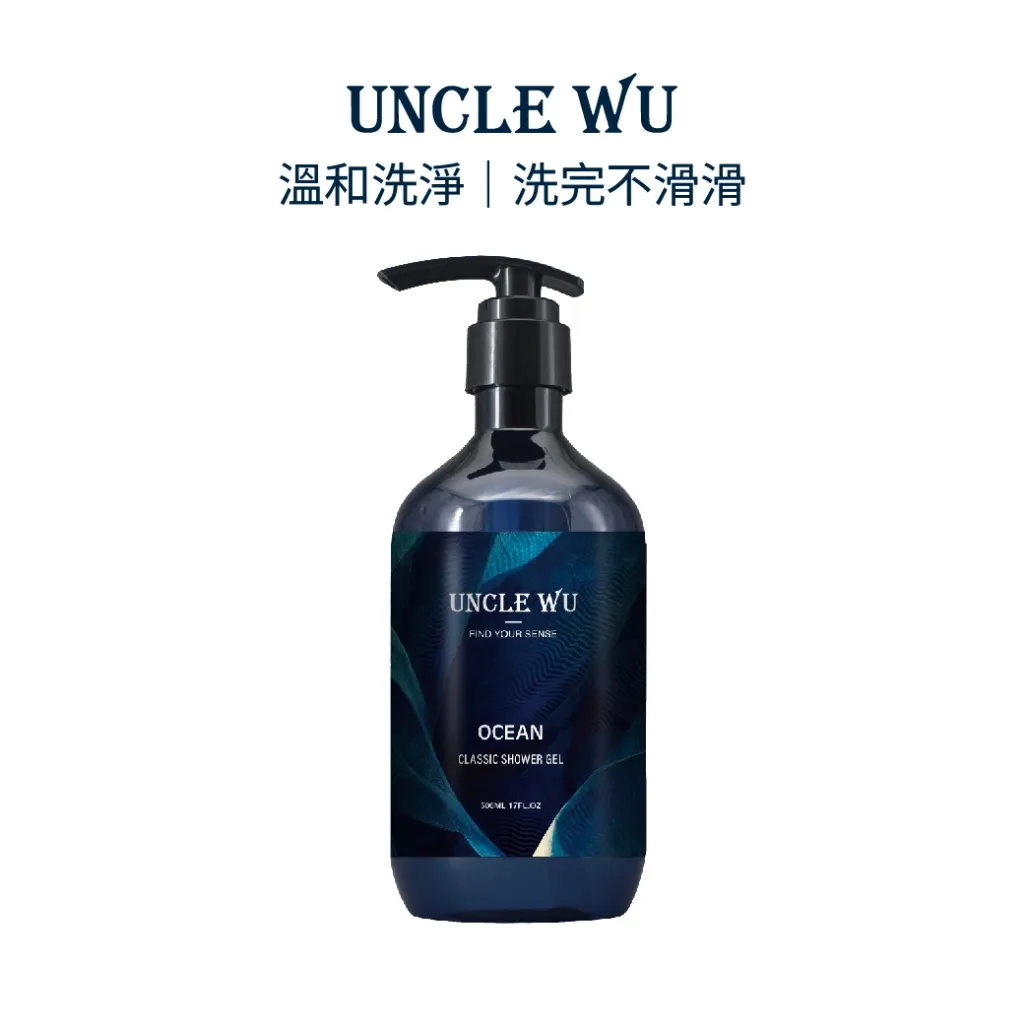 UNCLE WU
溫和洗淨｜洗完不滑滑
UNCLE WU
FIND YOUR SENSE
OCEAN
CLASSIC SHOWER GEL
500ML 17FL.OZ